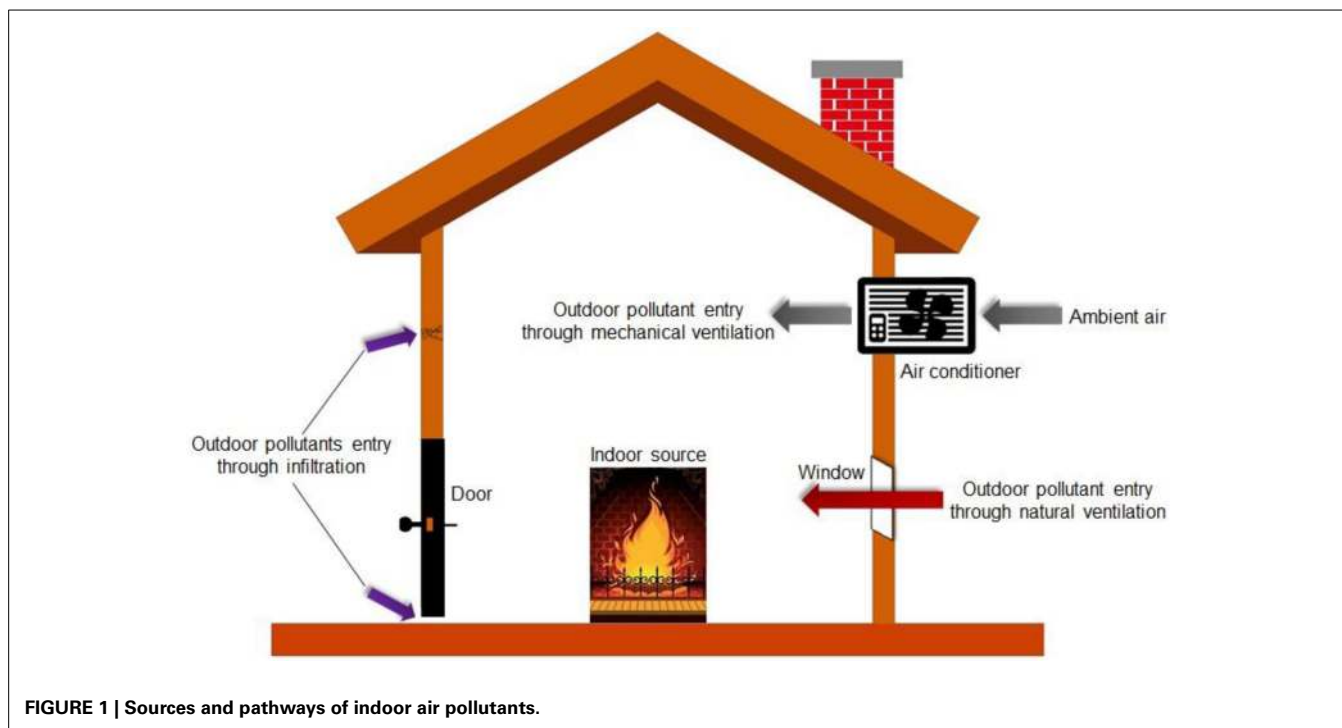 Outdoor pollutant entry
through mechanical ventilation
Ambient air
Air conditioner
Outdoor pollutants entry
through infiltration
Door
Indoor source
Window
Outdoor pollutant entry
through natural ventilation
FIGURE 1 | Sources and pathways of indoor air pollutants.